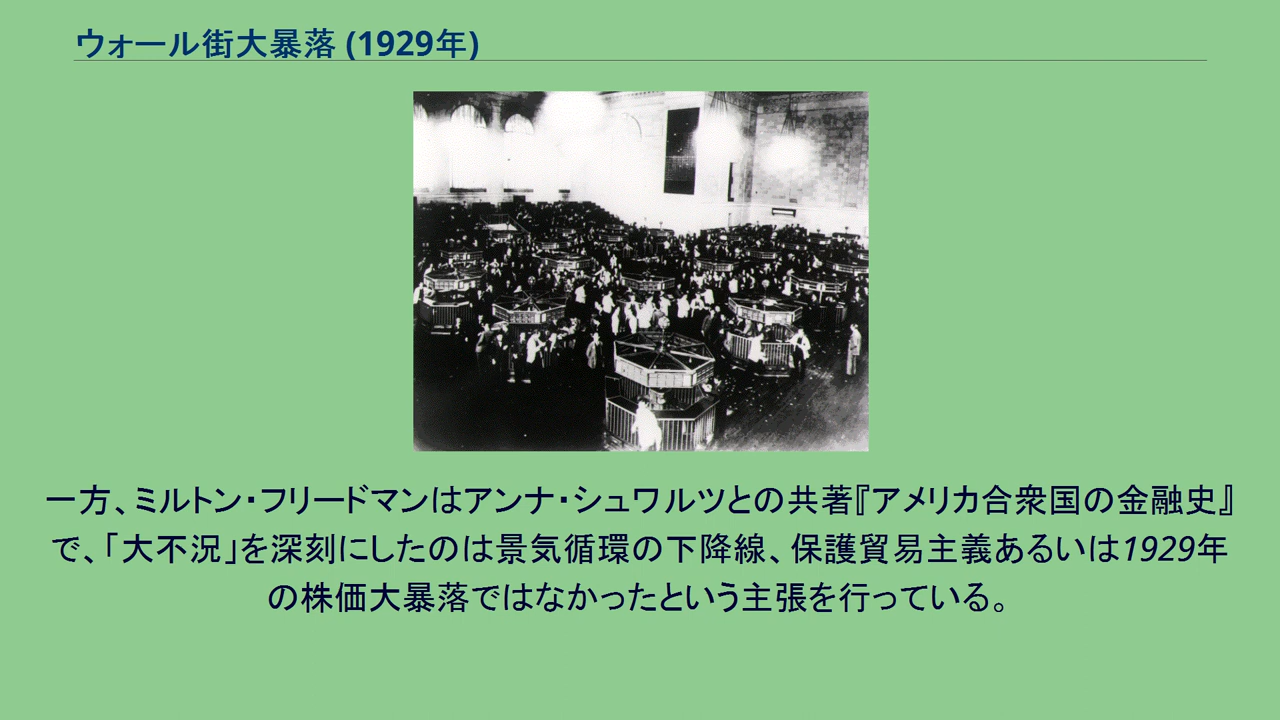 ウォール街大暴落 (1929年)
一方、ミルトン・フリードマンはアンナ・シュワルツとの共著『アメリカ合衆国の金融史』
で、「大不況」を深刻にしたのは景気循環の下降線、保護貿易主義あるいは1929年
の株価大暴落ではなかったという主張を行っている。